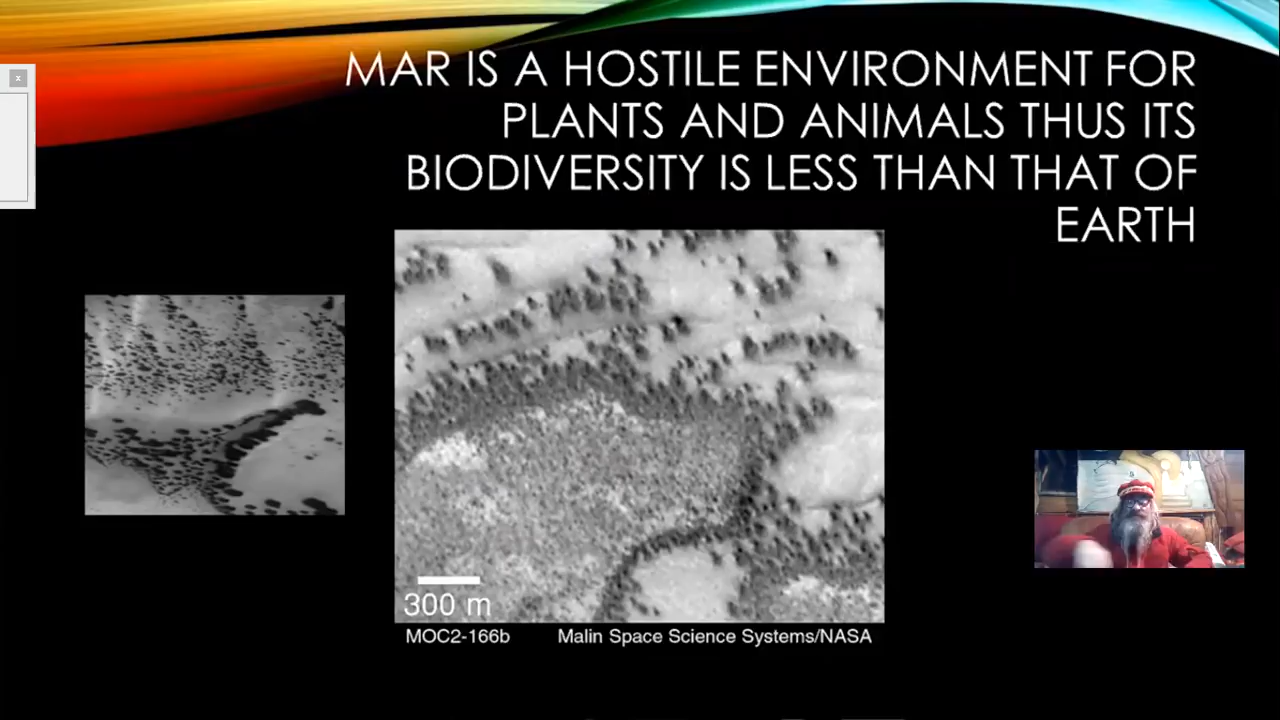 MAR IS A HOSTILE ENVIRONMENT FOR
PLANTS AND ANIMALS THUS ITS
BIODIVERSITY IS LESS THAN THAT OF
EARTH
300 m
MOC2-166b Malin Space Science Systems/NASA